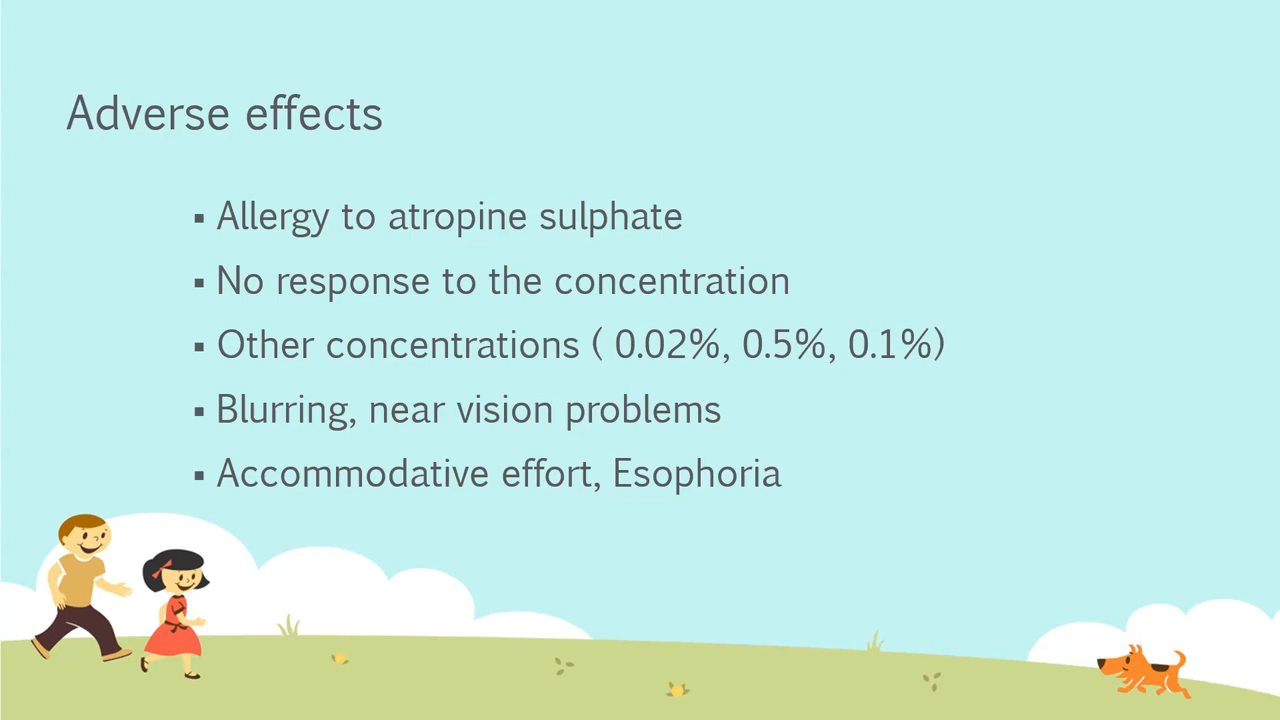 Adverse effects
▪ Allergy to atropine sulphate
▪ No response to the concentration
▪ Other concentrations ( 0.02%, 0.5%, 0.1%)
▪ Blurring, near vision problems
▪ Accommodative effort, Esophoria